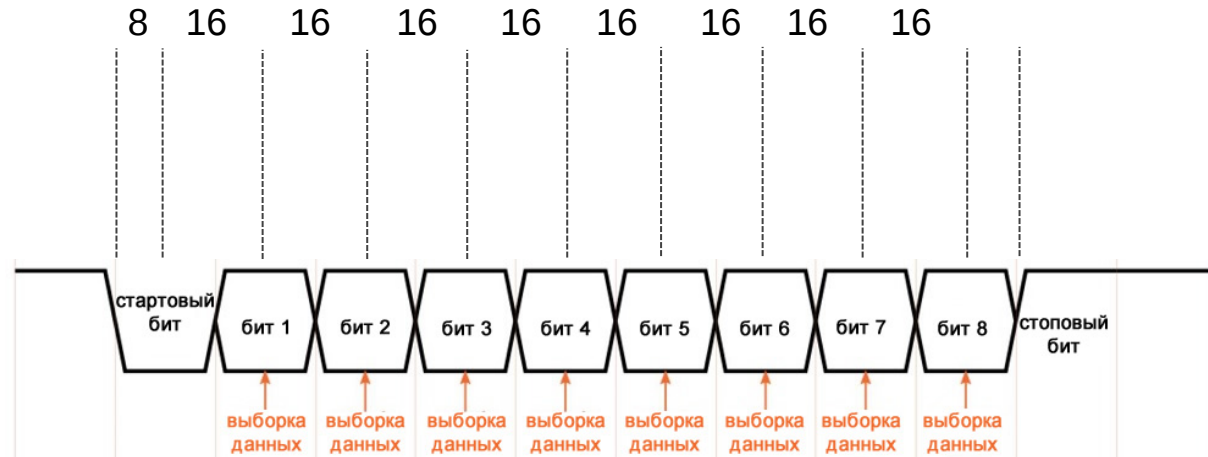 8 16 16 16 16 16 16 16 16
стартовый
бит
бит 1 бит 2 бит 3 бит 4 бит 5 бит 6 бит 7 бит 8
стоповый
бит
выборка выборка выборка выборка выборка выборка выборка выборка
данных данных данных данных данных данных данных данных